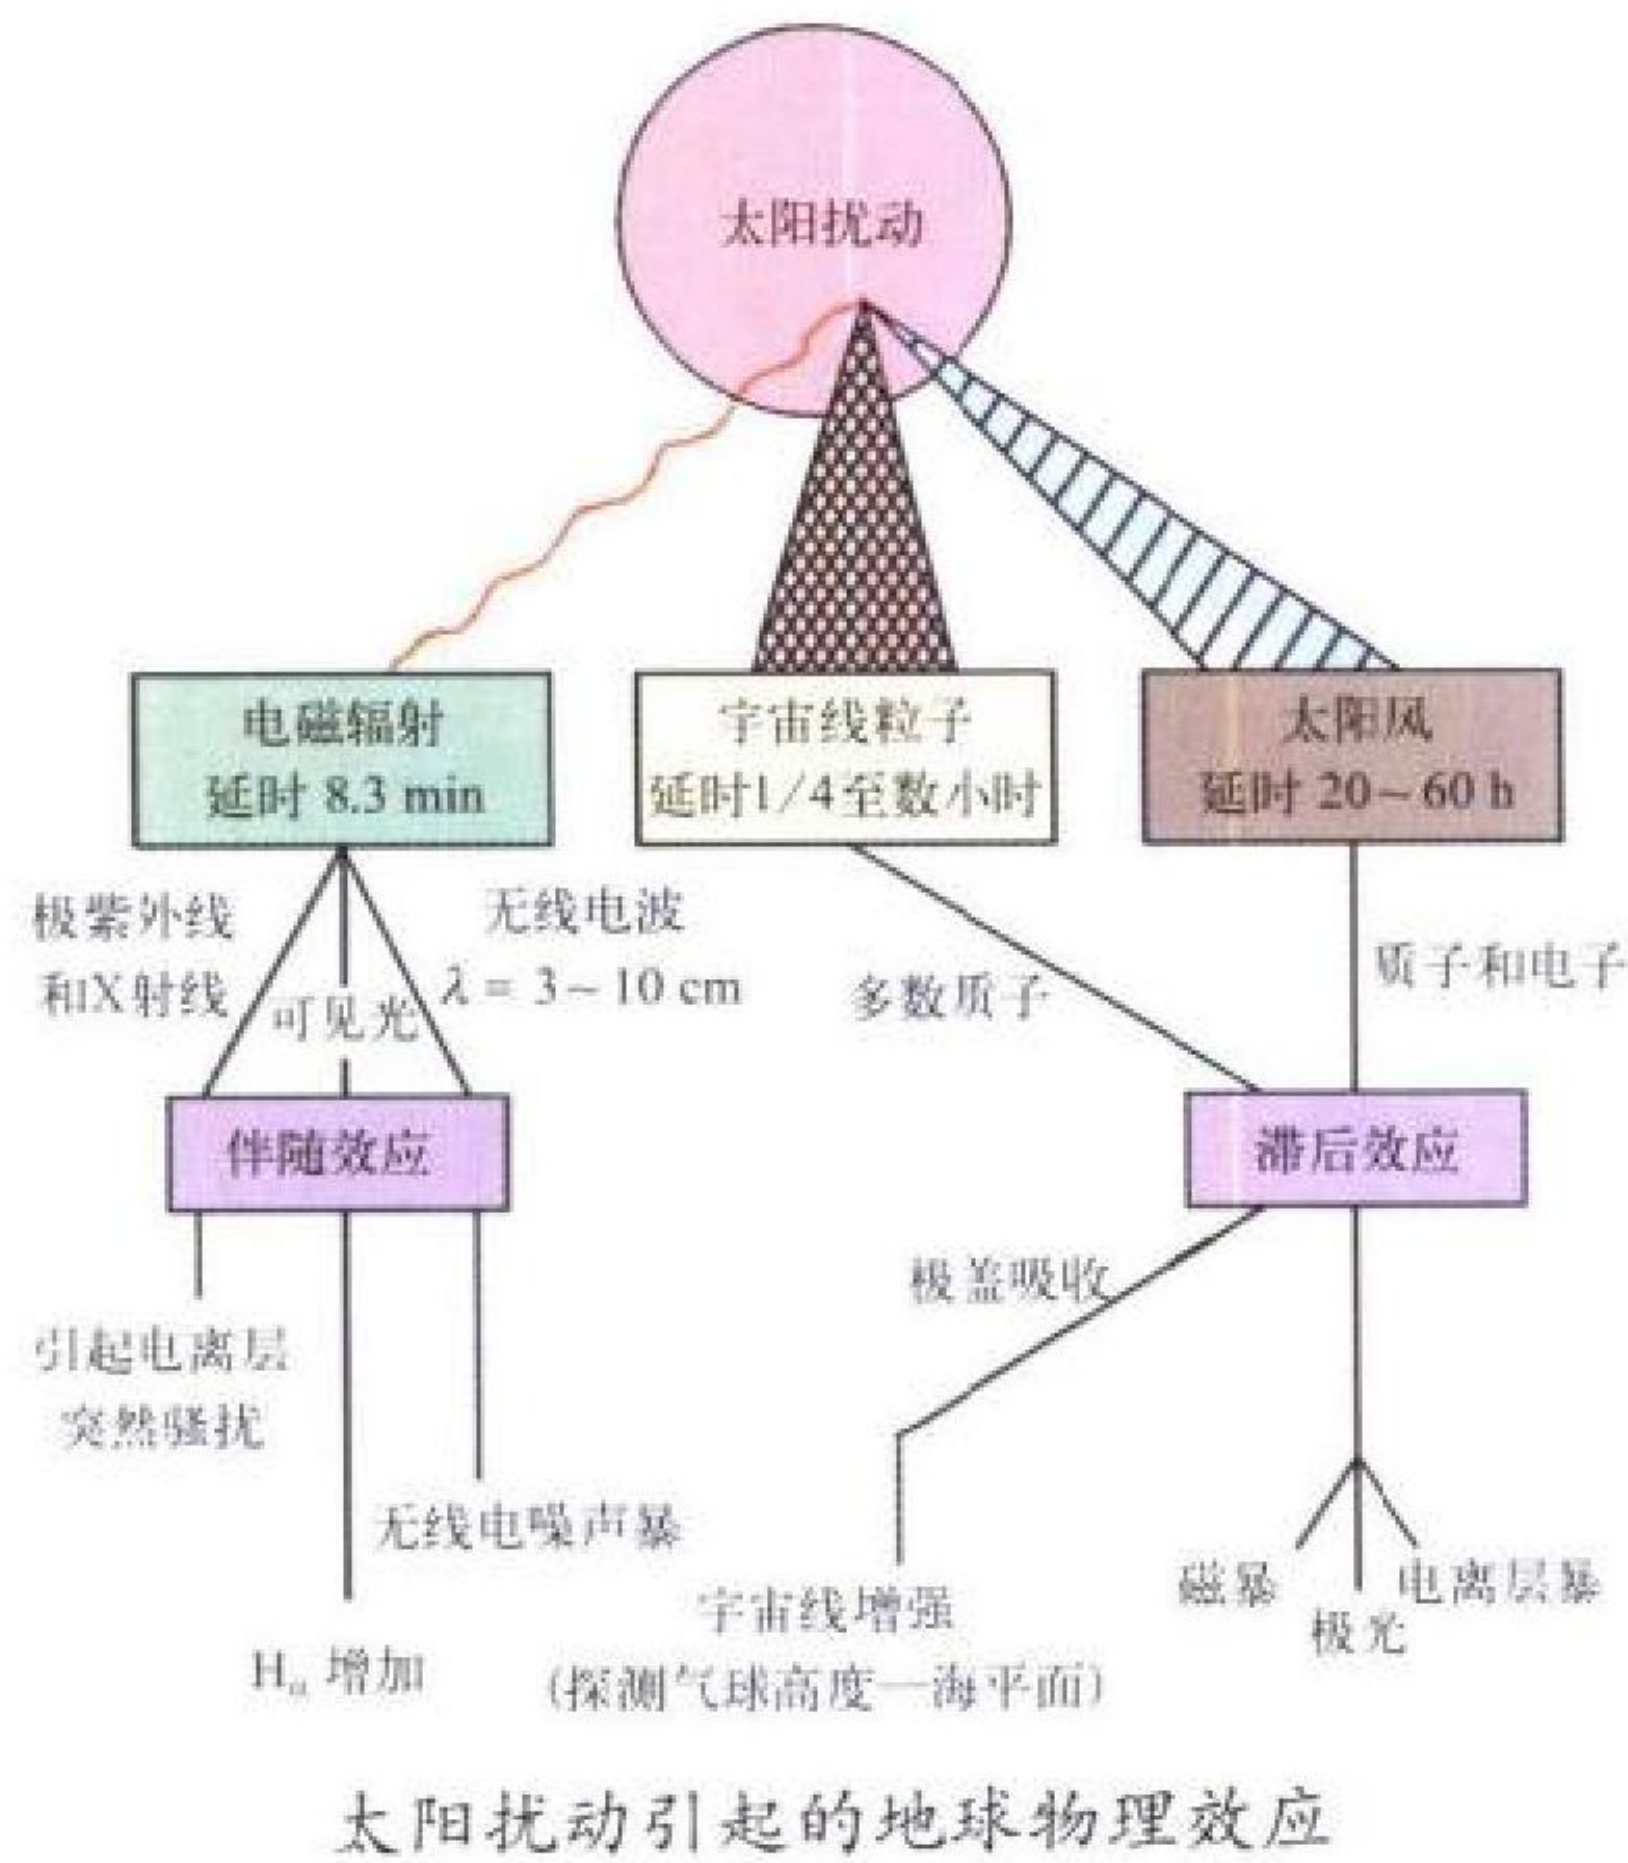 太阳扰动
电磁辐射
延时 8.3 min
宇宙线粒子
延时1/4至数小时
太阳风
延时 20~60 h
极紫外线
和X射线
可见光
无线电波
λ = 3~10 cm
多数质子
质子和电子
伴随效应
滞后效应
极盖吸收
引起电离层
突然骚扰
无线电噪声暴
Hα 增加
宇宙线增强
(探测气球高度—海平面)
磁暴
极光
电离层暴
太阳扰动引起的地球物理效应